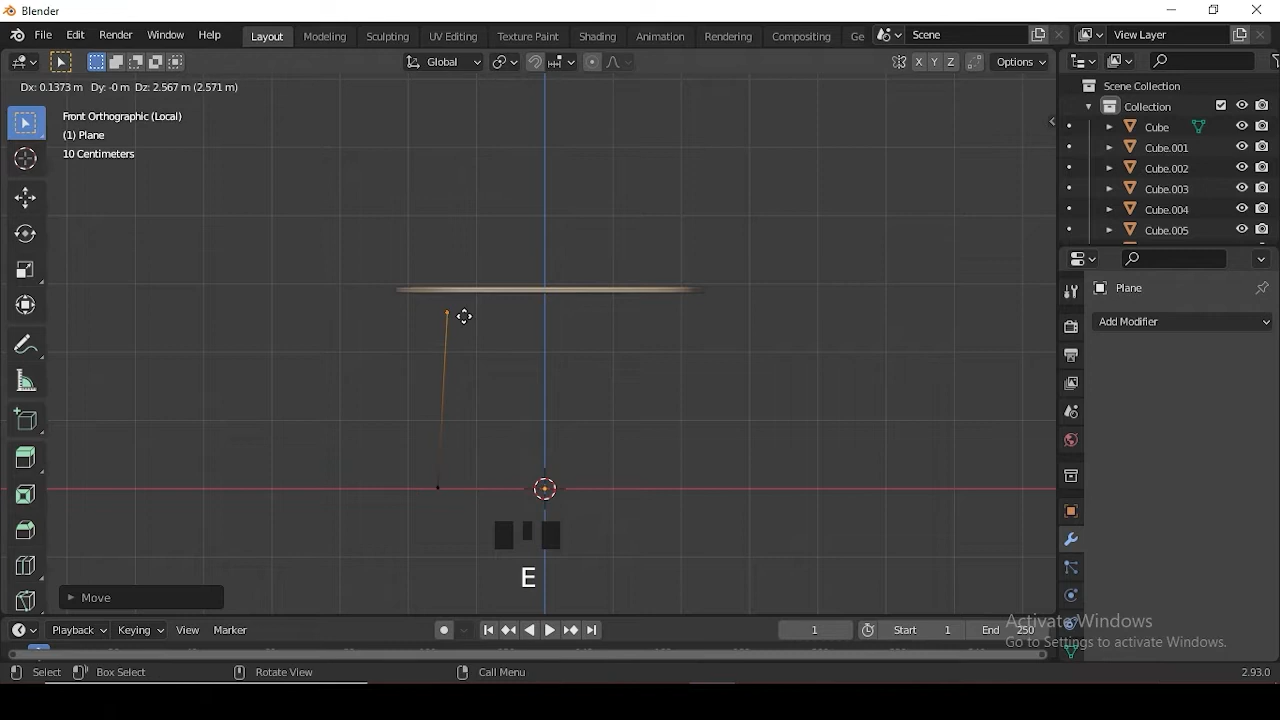 Blender
File Edit Render Window Help Layout Modeling Sculpting UV Editing Texture Paint Shading Animation Rendering Compositing Ge Scene View Layer
Global X Y Z Options
Dx: 0.1373 m Dy: -0 m Dz: 2.567 m (2.571 m)
Scene Collection
Front Orthographic (Local)
Collection
(1) Plane
Cube
10 Centimeters
Cube.001
Cube.002
Cube.003
Cube.004
Cube.005
Plane
Add Modifier
E
Move
Playback Keying View Marker 1 Start 1 End 250
Activate Windows
Go to Settings to activate Windows.
Select Box Select Rotate View Call Menu 2.93.0